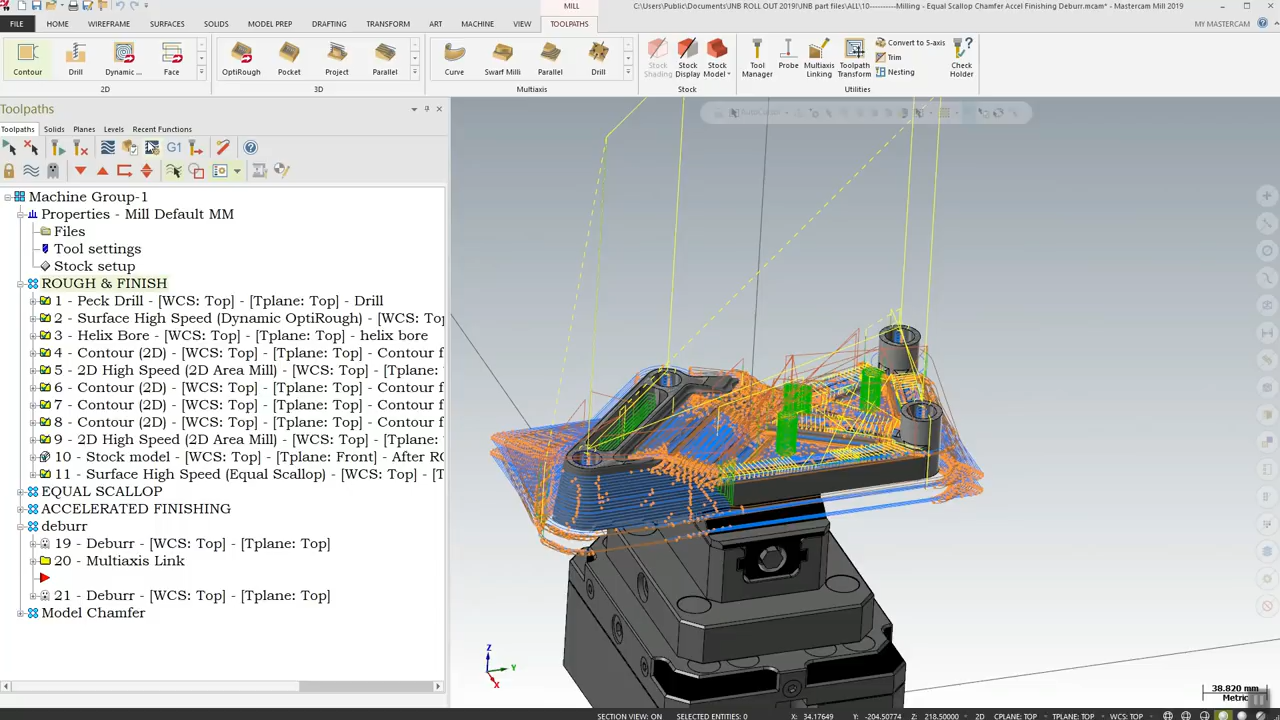 MILL
C:\Users\Public\Documents\INB ROLL OUT 2019\INB part files\ALL\10----------Milling - Equal Scallop Chamfer Accel Finishing Deburr.mcam* - Mastercam Mill 2019
FILE HOME WIREFRAME SURFACES SOLIDS MODEL PREP DRAFTING TRANSFORM ART MACHINE VIEW TOOLPATHS MY MASTERCAM
Contour Drill Dynamic ... Face
2D
OptiRough Pocket Project Parallel
3D
Curve Swarf Milli Parallel Drill
Multiaxis
Stock Shading Stock Display Stock Model
Stock
Tool Manager Probe Multiaxis Linking Toolpath Transform Convert to 5-axis Trim Nesting Check Holder
Utilities
Toolpaths
Toolpaths Solids Planes Levels Recent Functions
G1
Machine Group-1
Properties - Mill Default MM
Files
Tool settings
Stock setup
ROUGH & FINISH
1 - Peck Drill - [WCS: Top] - [Tplane: Top] - Drill
2 - Surface High Speed (Dynamic OptiRough) - [WCS: To
3 - Helix Bore - [WCS: Top] - [Tplane: Top] - helix bore
4 - Contour (2D) - [WCS: Top] - [Tplane: Top] - Contour f
5 - 2D High Speed (2D Area Mill) - [WCS: Top] - [Tplane:
6 - Contour (2D) - [WCS: Top] - [Tplane: Top] - Contour f
7 - Contour (2D) - [WCS: Top] - [Tplane: Top] - Contour f
8 - Contour (2D) - [WCS: Top] - [Tplane: Top] - Contour f
9 - 2D High Speed (2D Area Mill) - [WCS: Top] - [Tplane:
10 - Stock model - [WCS: Top] - [Tplane: Front] - After RO
11 - Surface High Speed (Equal Scallop) - [WCS: Top] - [T
EQUAL SCALLOP
ACCELERATED FINISHING
deburr
19 - Deburr - [WCS: Top] - [Tplane: Top]
20 - Multiaxis Link
21 - Deburr - [WCS: Top] - [Tplane: Top]
Model Chamfer
Z
Y
X
38.820 mm
Metric
SECTION VIEW: ON SELECTED ENTITIES: 0 X: 34.17649 Y: -204.50774 Z: 218.50000 2D CPLANE: TOP TPLANE: TOP WCS: TOP